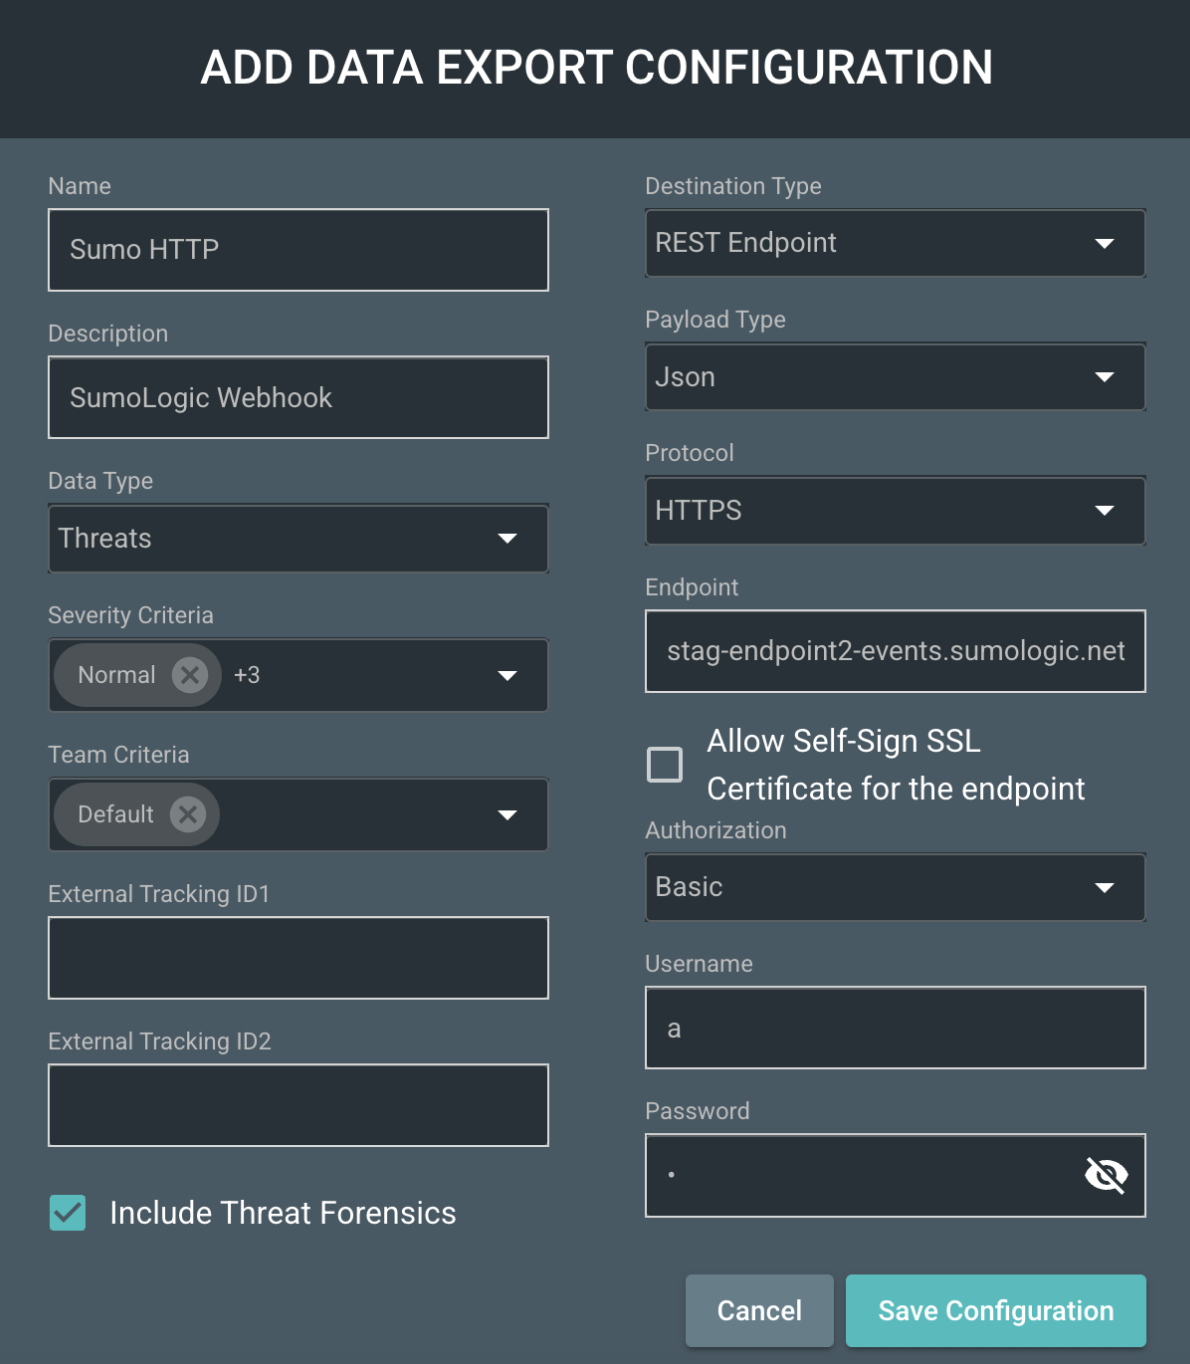 ADD DATA EXPORT CONFIGURATION
Name
Sumo HTTP
Description
SumoLogic Webhook
Data Type
Threats
Severity Criteria
Normal +3
Team Criteria
Default
External Tracking ID1
External Tracking ID2
Include Threat Forensics
Destination Type
REST Endpoint
Payload Type
Json
Protocol
HTTPS
Endpoint
stag-endpoint2-events.sumologic.net
Allow Self-Sign SSL
Certificate for the endpoint
Authorization
Basic
Username
a
Password
•
Cancel
Save Configuration